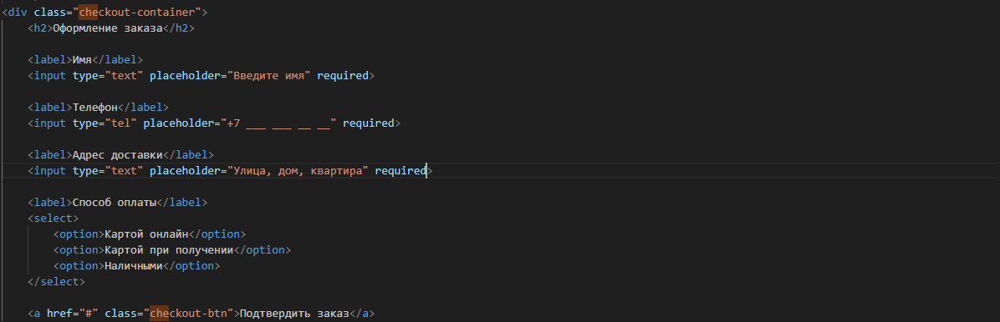 <div class="checkout-container">
<h2>Оформление заказа</h2>
<label>Имя</label>
<input type="text" placeholder="Введите имя" required>
<label>Телефон</label>
<input type="tel" placeholder="+7 ___ ___ __ __" required>
<label>Адрес доставки</label>
<input type="text" placeholder="Улица, дом, квартира" required>
<label>Способ оплаты</label>
<select>
<option>Картой онлайн</option>
<option>Картой при получении</option>
<option>Наличными</option>
</select>
<a href="#" class="checkout-btn">Подтвердить заказ</a>